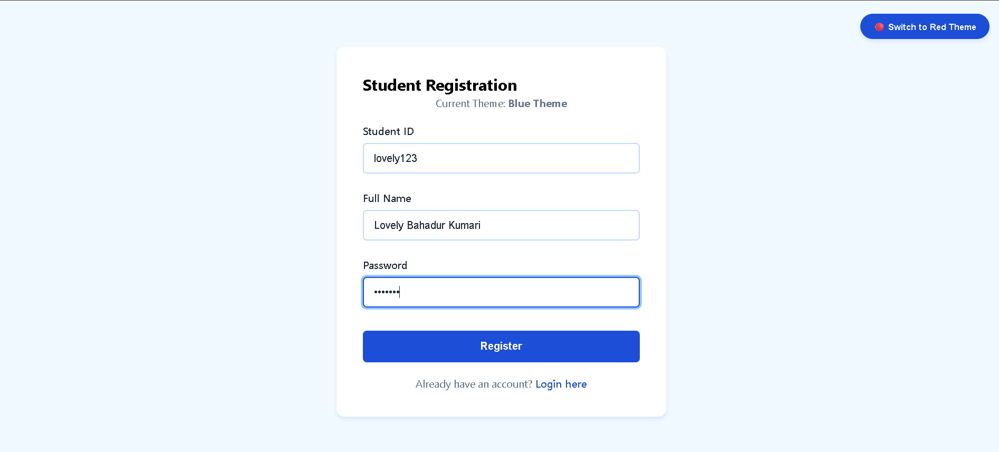 Switch to Red Theme
Student Registration
Current Theme: Blue Theme
Student ID
lovely123
Full Name
Lovely Bahadur Kumari
Password
•••••••
Register
Already have an account? Login here